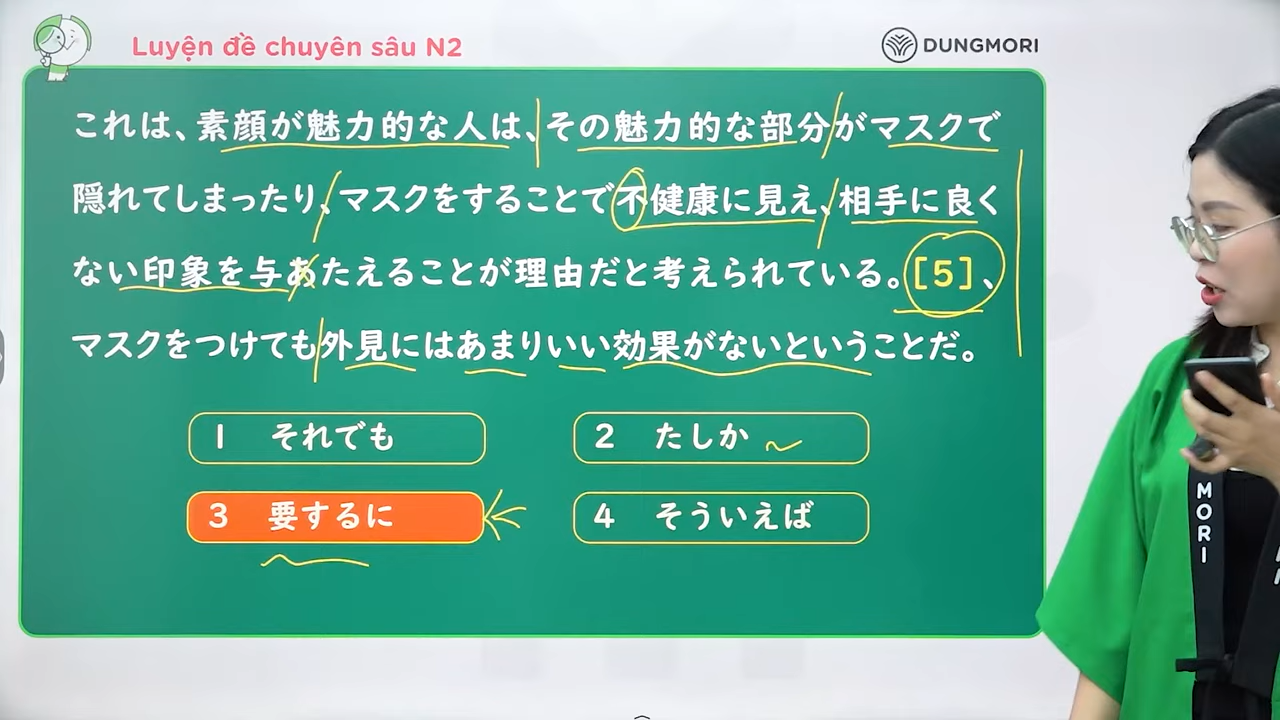 Luyện đề chuyên sâu N2
DUNGMORI
これは、素顔が魅力的な人は、その魅力的な部分がマスクで
隠れてしまったり、マスクをすることで不健康に見え、相手に良く
ない印象を与あたえることが理由だと考えられている。[5]、
マスクをつけても外見にはあまりいい効果がないということだ。
1 それでも
2 たしか
3 要するに
4 そういえば
MORI